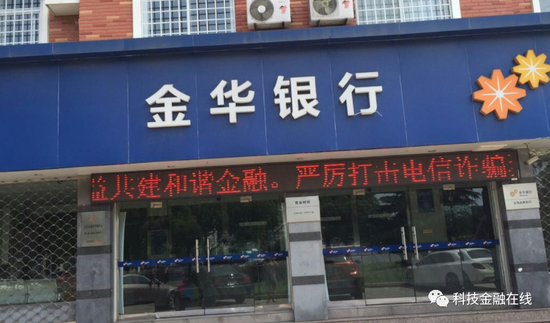 金华银行
益共建和谐金融。严厉打击电信诈骗
科技金融在线